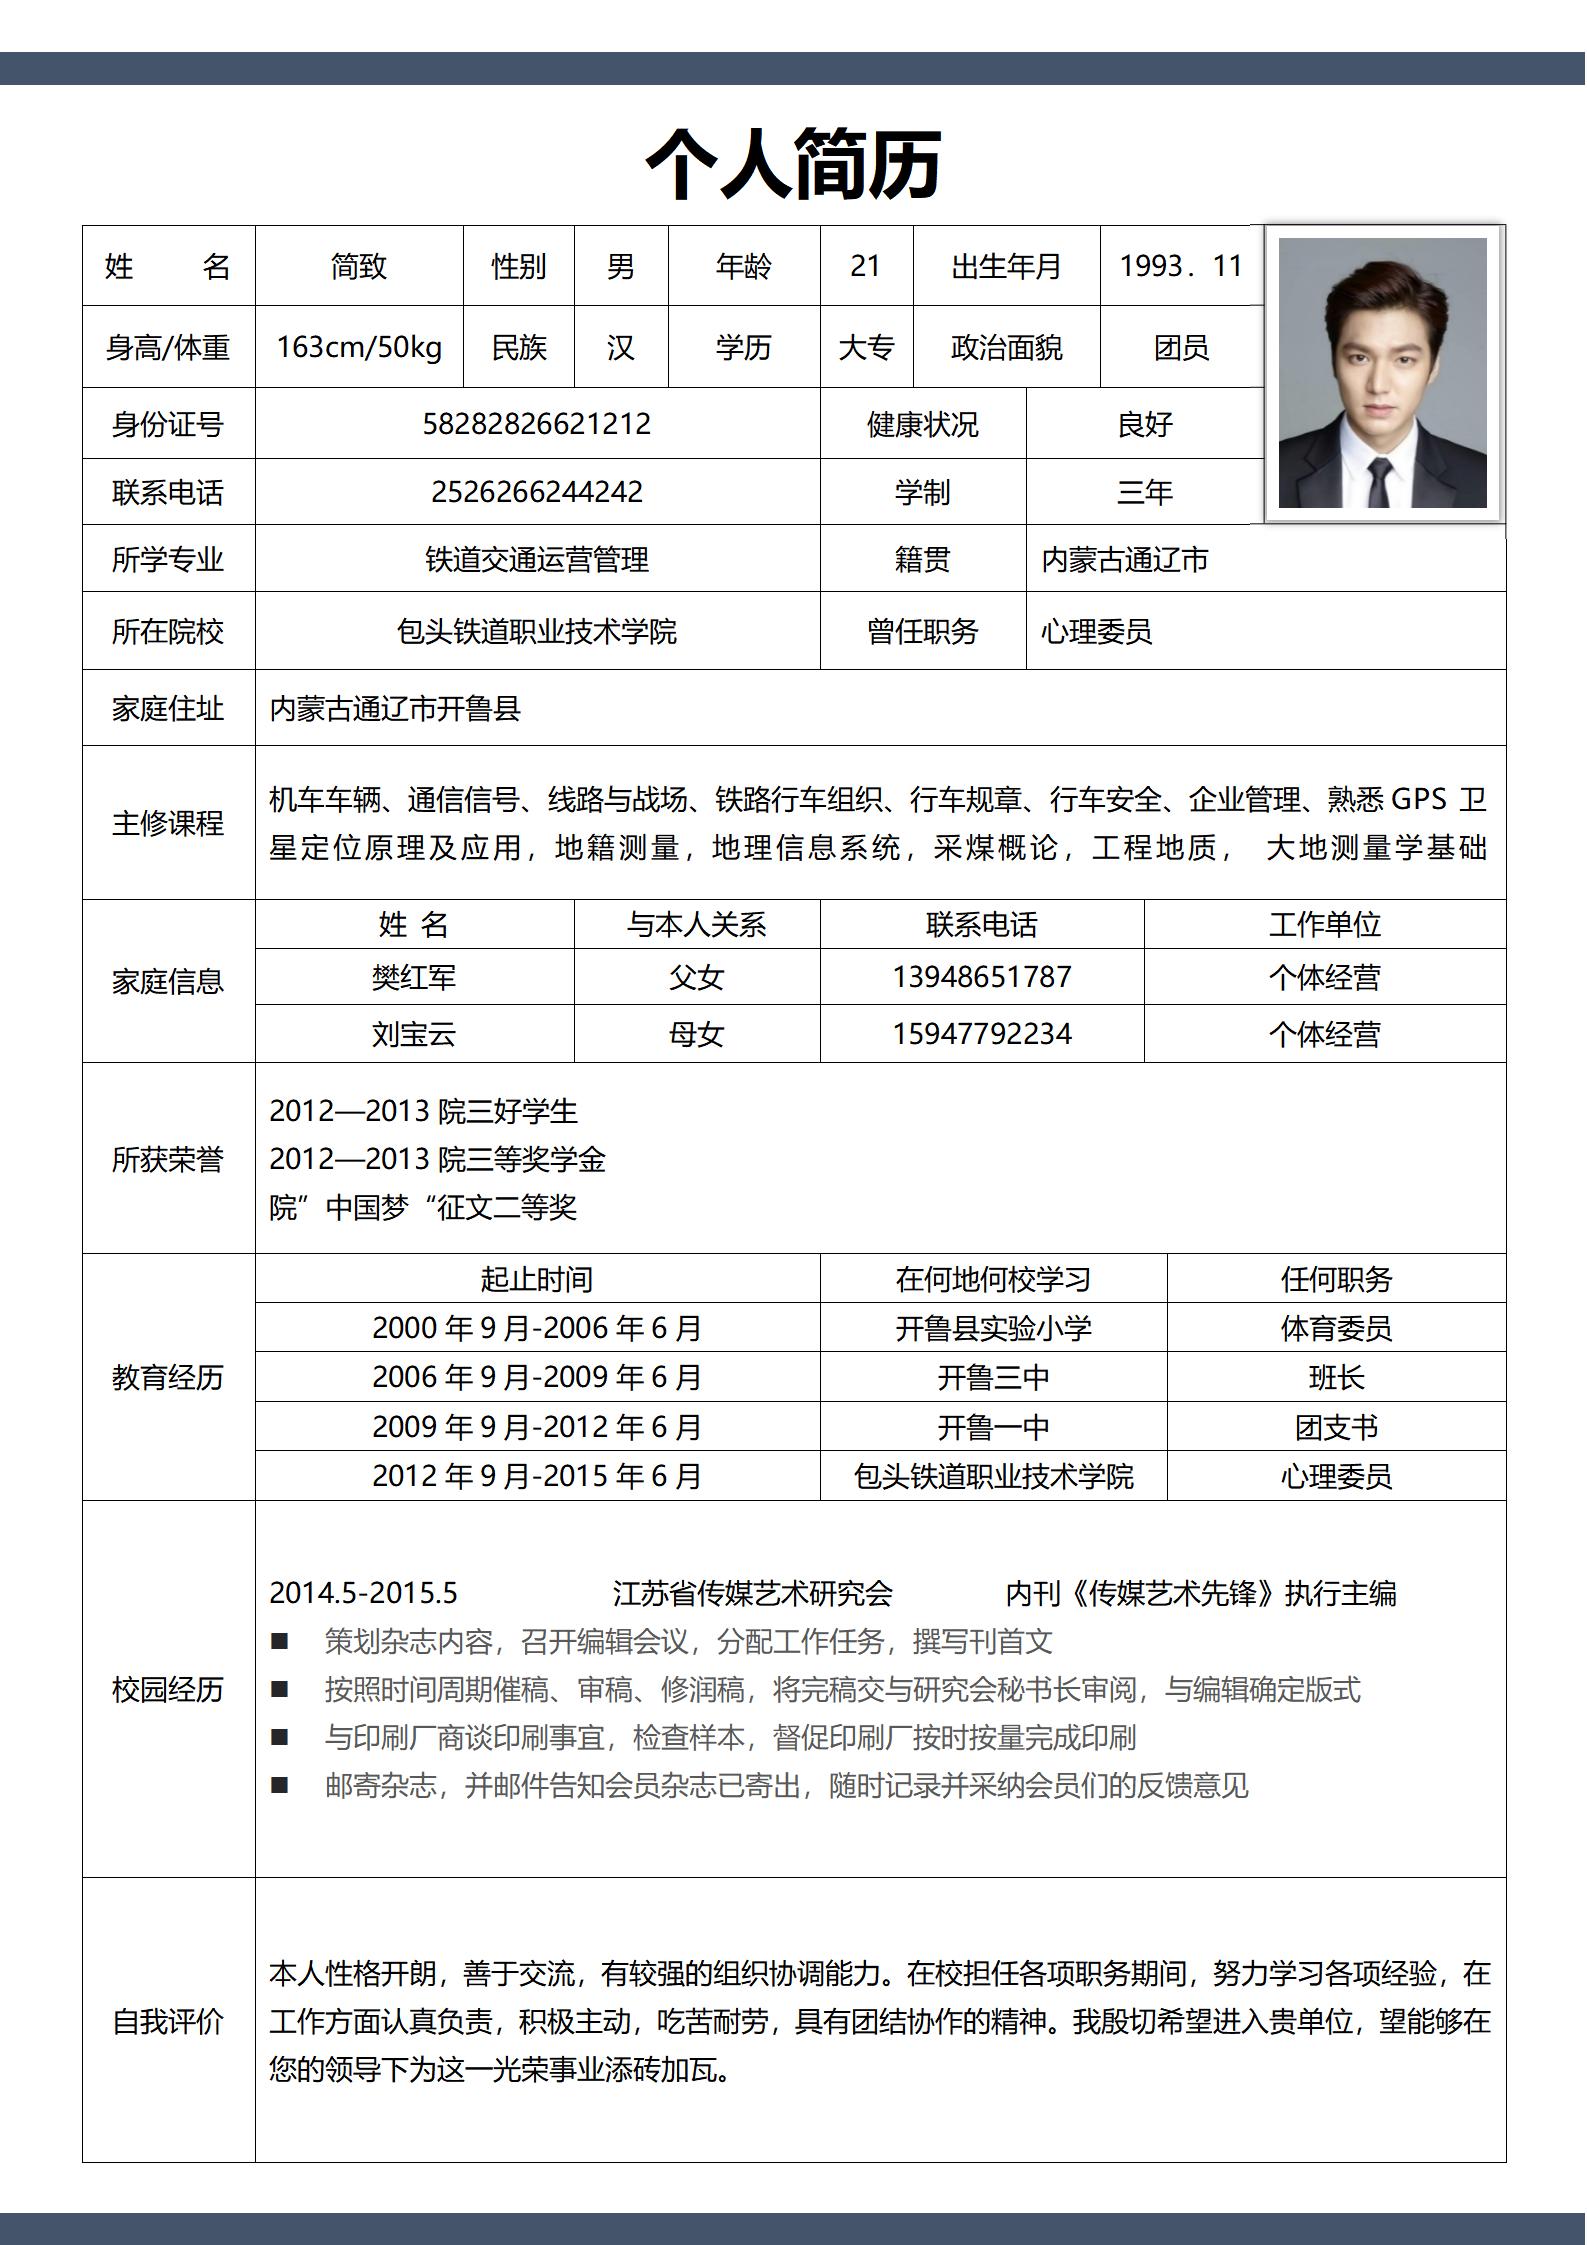 个人简历
姓 名 简致 性别 男 年龄 21 出生年月 1993．11
身高/体重 163cm/50kg 民族 汉 学历 大专 政治面貌 团员
身份证号 58282826621212 健康状况 良好
联系电话 2526266244242 学制 三年
所学专业 铁道交通运营管理 籍贯 内蒙古通辽市
所在院校 包头铁道职业技术学院 曾任职务 心理委员
家庭住址 内蒙古通辽市开鲁县
主修课程
机车车辆、通信信号、线路与战场、铁路行车组织、行车规章、行车安全、企业管理、熟悉 GPS 卫
星定位原理及应用，地籍测量，地理信息系统，采煤概论，工程地质， 大地测量学基础
家庭信息
姓 名 与本人关系 联系电话 工作单位
樊红军 父女 13948651787 个体经营
刘宝云 母女 15947792234 个体经营
所获荣誉
2012—2013 院三好学生
2012—2013 院三等奖学金
院”中国梦“征文二等奖
教育经历
起止时间 在何地何校学习 任何职务
2000 年 9 月-2006 年 6 月 开鲁县实验小学 体育委员
2006 年 9 月-2009 年 6 月 开鲁三中 班长
2009 年 9 月-2012 年 6 月 开鲁一中 团支书
2012 年 9 月-2015 年 6 月 包头铁道职业技术学院 心理委员
校园经历
2014.5-2015.5 江苏省传媒艺术研究会 内刊《传媒艺术先锋》执行主编
■ 策划杂志内容，召开编辑会议，分配工作任务，撰写刊首文
■ 按照时间周期催稿、审稿、修润稿，将完稿交与研究会秘书长审阅，与编辑确定版式
■ 与印刷厂商谈印刷事宜，检查样本，督促印刷厂按时按量完成印刷
■ 邮寄杂志，并邮件告知会员杂志已寄出，随时记录并采纳会员们的反馈意见
自我评价
本人性格开朗，善于交流，有较强的组织协调能力。在校担任各项职务期间，努力学习各项经验，在
工作方面认真负责，积极主动，吃苦耐劳，具有团结协作的精神。我殷切希望进入贵单位，望能够在
您的领导下为这一光荣事业添砖加瓦。